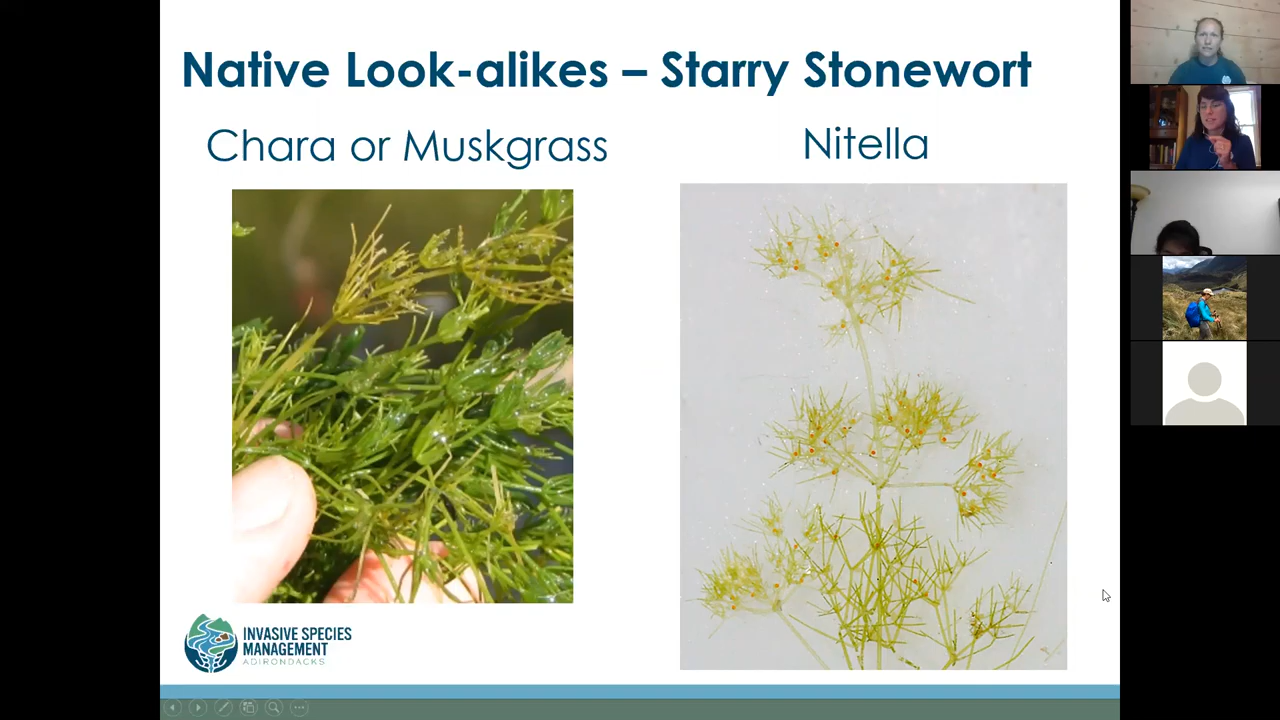 Native Look-alikes – Starry Stonewort
Chara or Muskgrass
Nitella
INVASIVE SPECIES
MANAGEMENT
ADIRONDACKS